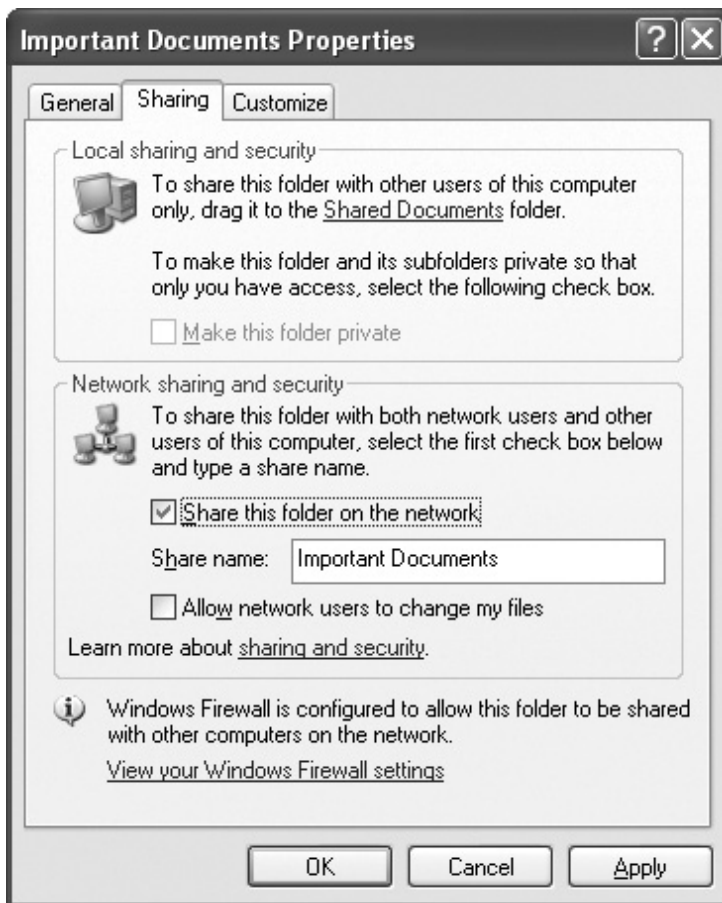 Important Documents Properties
General Sharing Customize
Local sharing and security
To share this folder with other users of this computer
only, drag it to the Shared Documents folder.
To make this folder and its subfolders private so that
only you have access, select the following check box.
Make this folder private
Network sharing and security
To share this folder with both network users and other
users of this computer, select the first check box below
and type a share name.
Share this folder on the network
Share name: Important Documents
Allow network users to change my files
Learn more about sharing and security.
Windows Firewall is configured to allow this folder to be shared
with other computers on the network.
View your Windows Firewall settings
OK Cancel Apply